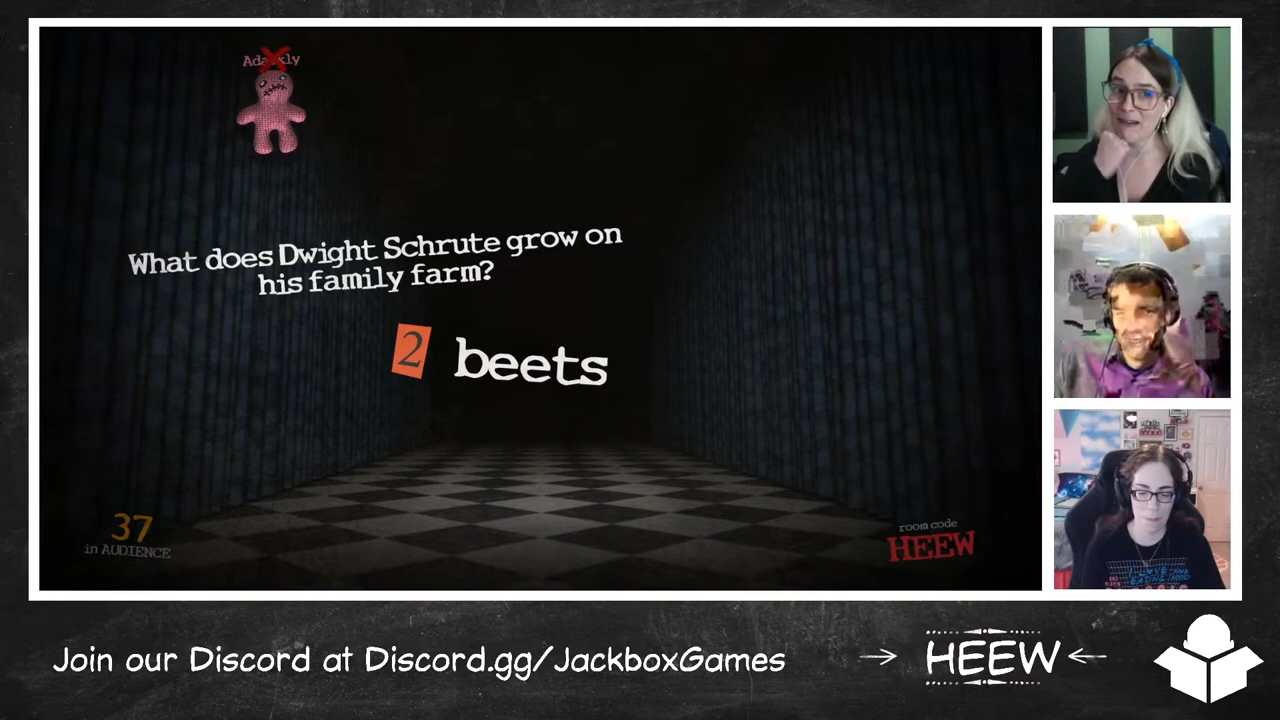 What does Dwight Schrute grow on
his family farm?
2 beets
37
in AUDIENCE
room code
HEEW
I LOVE
Join our Discord at Discord.gg/JackboxGames
HEEW